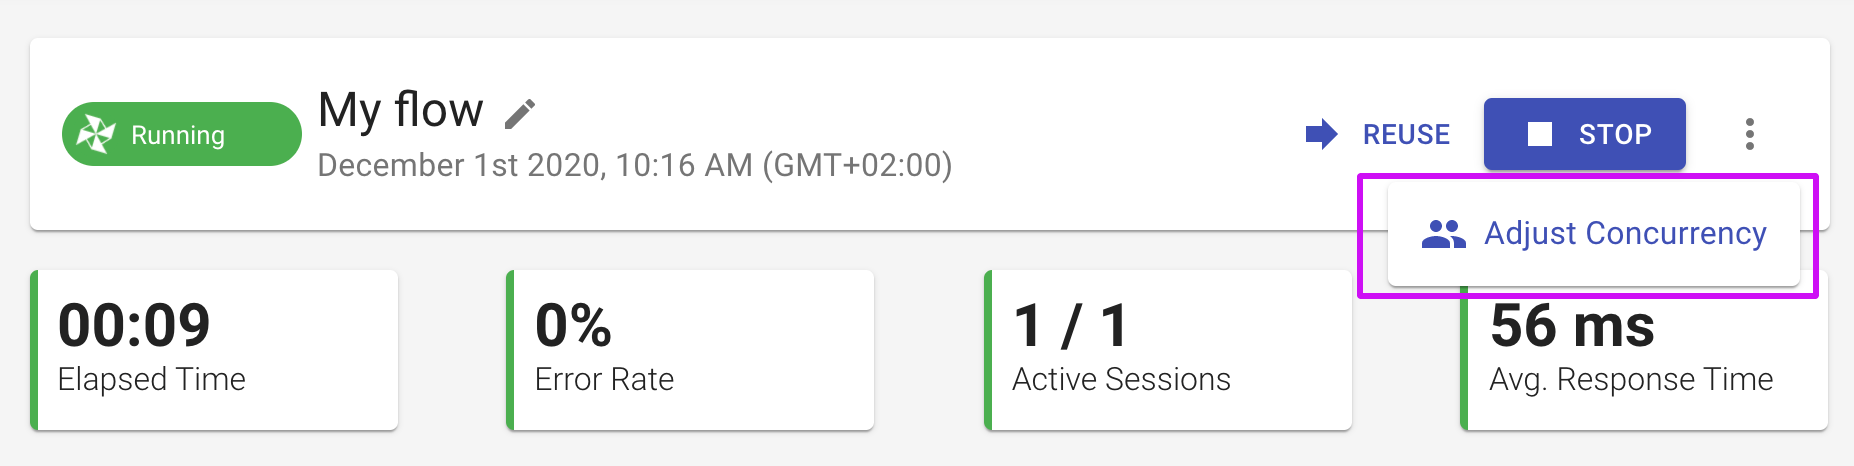 Running
My flow
December 1st 2020, 10:16 AM (GMT+02:00)
REUSE
STOP
Adjust Concurrency
00:09
Elapsed Time
0%
Error Rate
1 / 1
Active Sessions
56 ms
Avg. Response Time